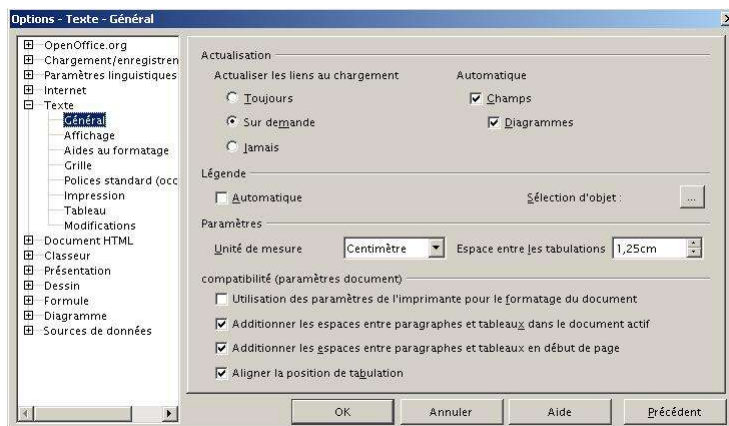 Options - Texte - Général
OpenOffice.org
Chargement/enregistren
Paramètres linguistiques
Internet
Texte
Général
Affichage
Aides au formatage
Grille
Polices standard (occ
Impression
Tableau
Modifications
Document HTML
Classeur
Présentation
Dessin
Formule
Diagramme
Sources de données
Actualisation
Actualiser les liens au chargement
Automatique
Toujours
Champs
Sur demande
Diagrammes
Jamais
Légende
Automatique
Sélection d'objet :
...
Paramètres
Unité de mesure
Centimètre
Espace entre les tabulations
1,25cm
compatibilité (paramètres document)
Utilisation des paramètres de l'imprimante pour le formatage du document
Additionner les espaces entre paragraphes et tableaux dans le document actif
Additionner les espaces entre paragraphes et tableaux en début de page
Aligner la position de tabulation
OK
Annuler
Aide
Précédent